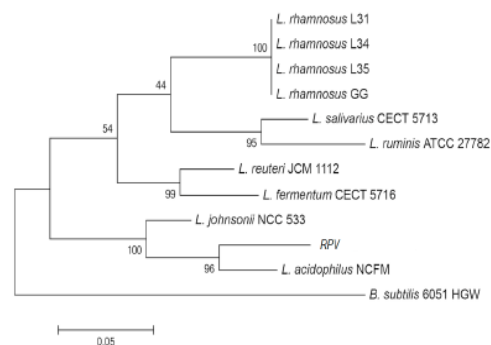 L. rhamnosus L31
L. rhamnosus L34
100
L. rhamnosus L35
44
L. rhamnosus GG
L. salivarius CECT 5713
54
95
L. ruminis ATCC 27782
L. reuteri JCM 1112
99
L. fermentum CECT 5716
L. johnsonii NCC 533
100
RPV
96
L. acidophilus NCFM
B. subtilis 6051 HGW
0.05